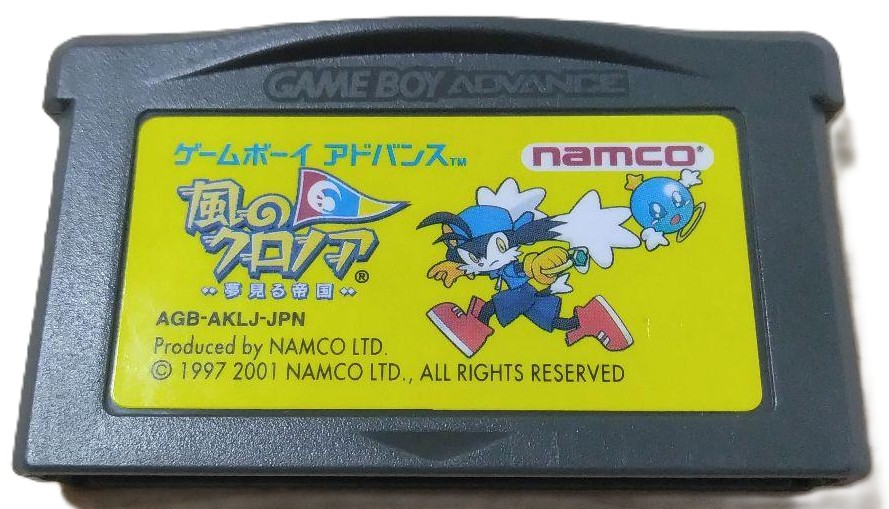 GAME BOY ADVANCE
ゲームボーイ アドバンス™
namco®
風の
クロノア®
夢見る帝国
AGB-AKLJ-JPN
Produced by NAMCO LTD.
© 1997 2001 NAMCO LTD., ALL RIGHTS RESERVED